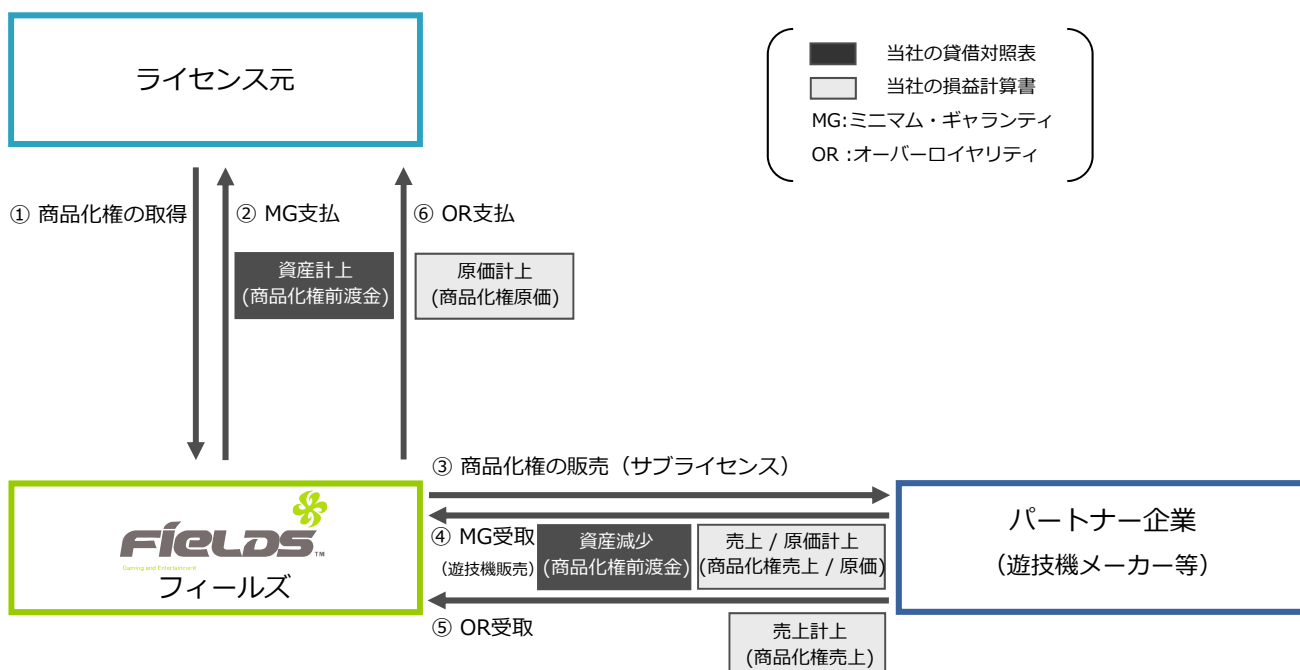 ライセンス元
当社の貸借対照表
当社の損益計算書
MG:ミニマム・ギャランティ
OR :オーバーロイヤリティ
① 商品化権の取得
② MG支払
⑥ OR支払
資産計上
(商品化権前渡金)
原価計上
(商品化権原価)
③ 商品化権の販売（サブライセンス）
FIELDS™
Gaming and Entertainment
フィールズ
④ MG受取
（遊技機販売）
資産減少
(商品化権前渡金)
売上 / 原価計上
(商品化権売上 / 原価)
パートナー企業
（遊技機メーカー等）
⑤ OR受取
売上計上
(商品化権売上)